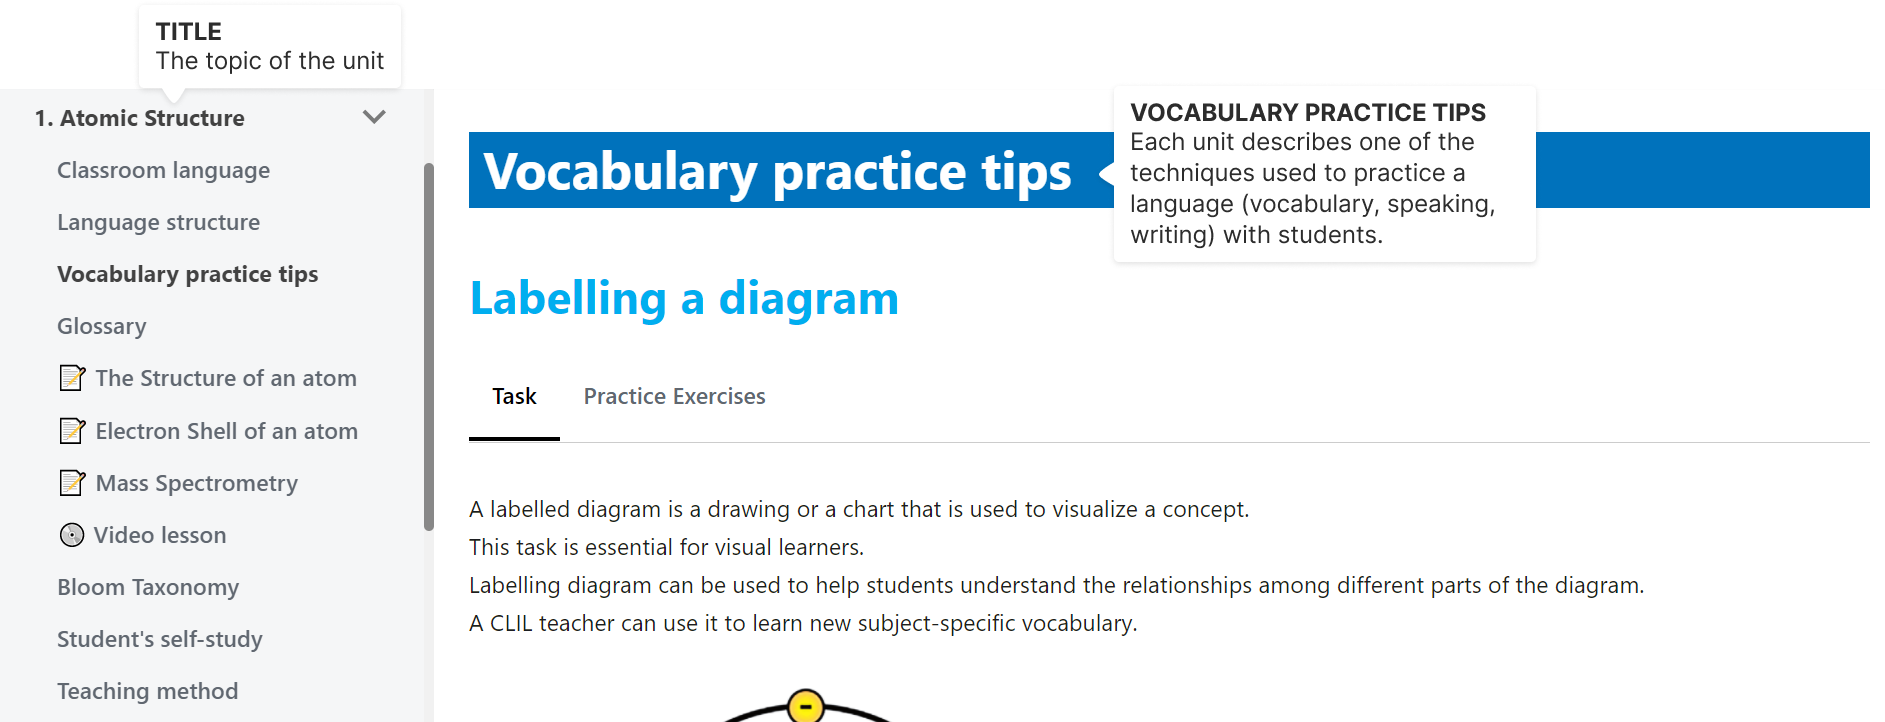 TITLE
The topic of the unit
1. Atomic Structure
Classroom language
Language structure
Vocabulary practice tips
Glossary
The Structure of an atom
Electron Shell of an atom
Mass Spectrometry
Video lesson
Bloom Taxonomy
Student's self-study
Teaching method
Vocabulary practice tips
VOCABULARY PRACTICE TIPS
Each unit describes one of the
techniques used to practice a
language (vocabulary, speaking,
writing) with students.
Labelling a diagram
Task Practice Exercises
A labelled diagram is a drawing or a chart that is used to visualize a concept.
This task is essential for visual learners.
Labelling diagram can be used to help students understand the relationships among different parts of the diagram.
A CLIL teacher can use it to learn new subject-specific vocabulary.
-